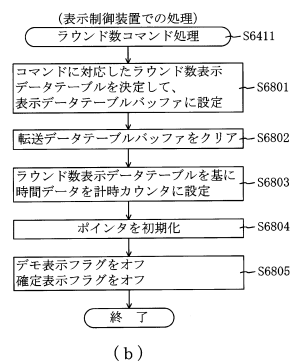 (表示制御装置での処理)
ラウンド数コマンド処理
S6411
コマンドに対応したラウンド数表示
データテーブルを決定して、
表示データテーブルバッファに設定
S6801
転送データテーブルバッファをクリア
S6802
ラウンド数表示データテーブルを基に
時間データを計時カウンタに設定
S6803
ポインタを初期化
S6804
デモ表示フラグをオフ
確定表示フラグをオフ
S6805
終 了
(b)